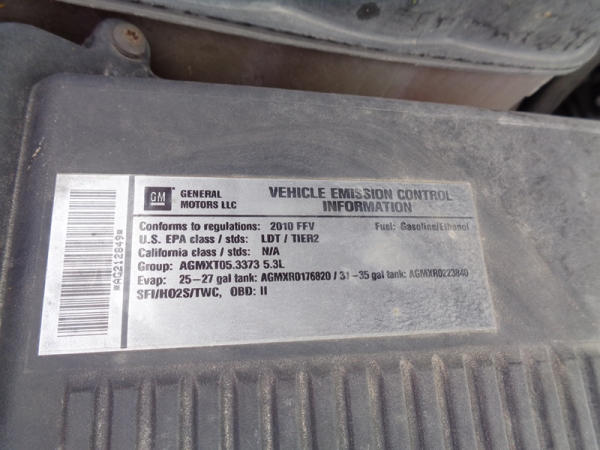 GM
GENERAL MOTORS LLC
VEHICLE EMISSION CONTROL
INFORMATION
Conforms to regulations: 2010 FFV Fuel: Gasoline/Ethanol
U.S. EPA class / stds: LDT / TIER2
California class / stds: N/A
Group: AGMXT05.3373 5.3L
Evap: 25-27 gal tank: AGMXR0176820 / 31-35 gal tank: AGMXR0223840
SFI/HO2S/TWC, OBD: II
*AG212849*